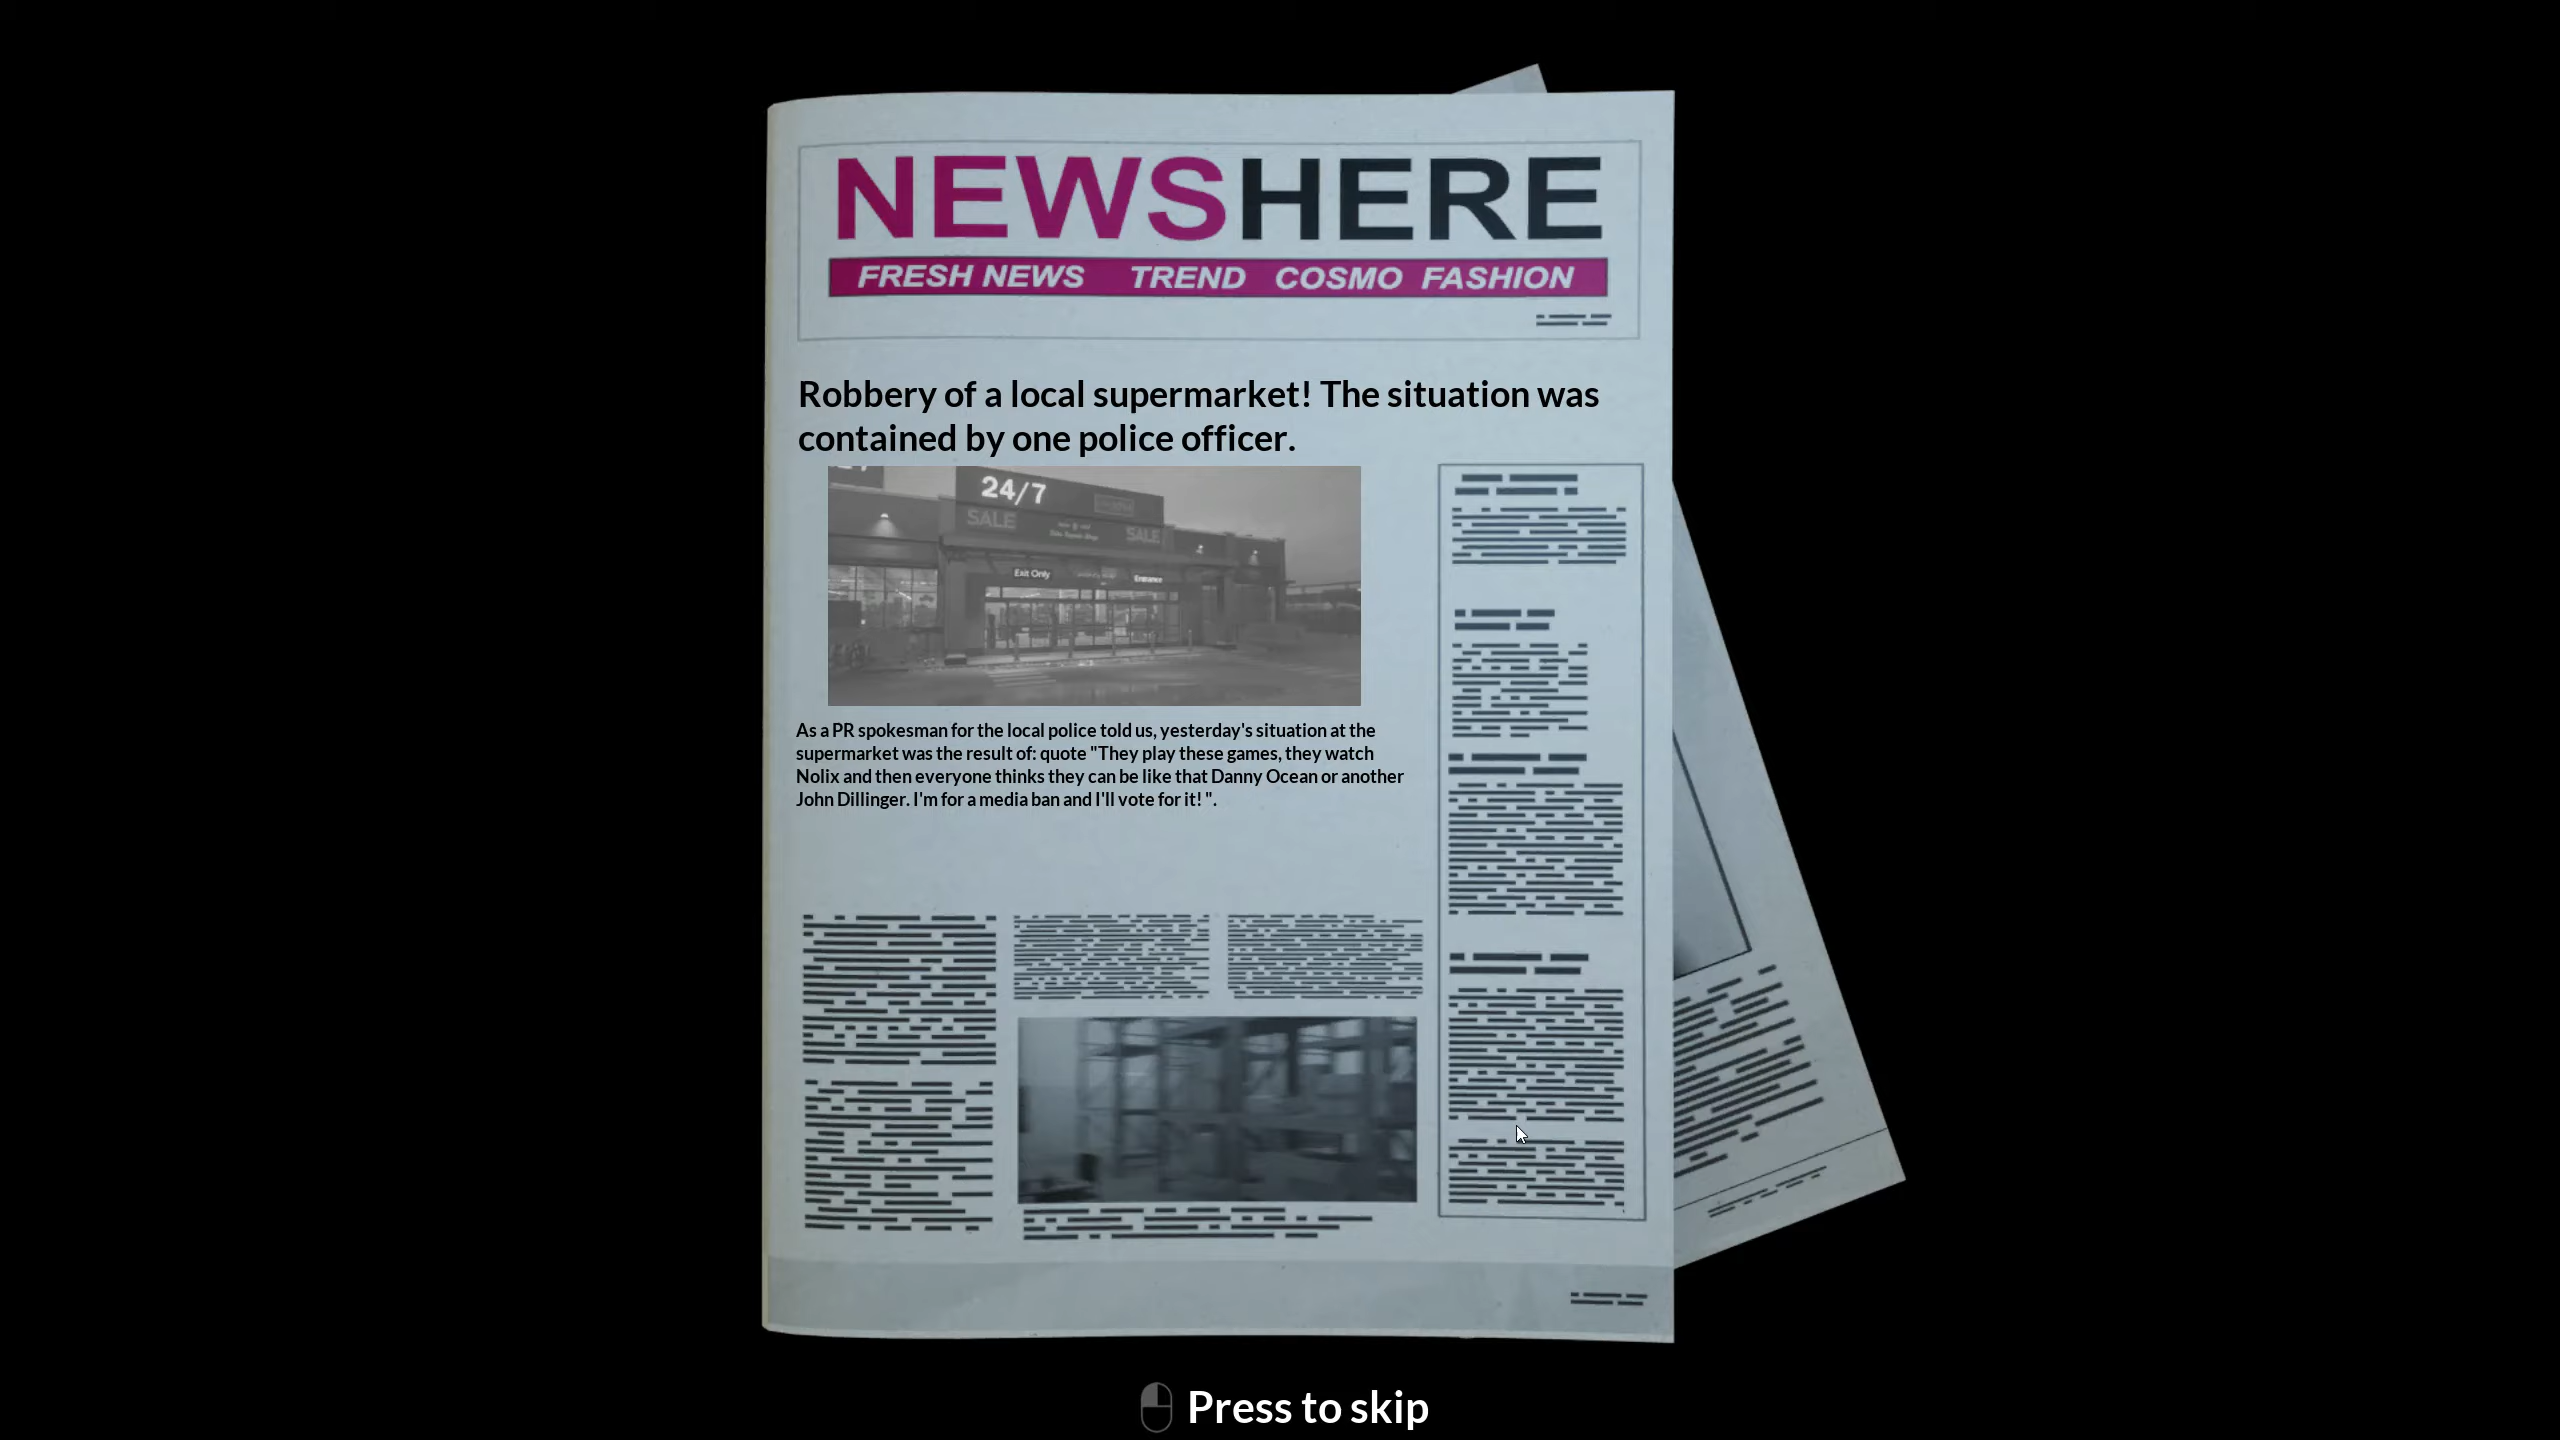 NEWSHERE
FRESH NEWS TREND COSMO FASHION
Robbery of a local supermarket! The situation was
contained by one police officer.
24/7
SALE
SALE
Exit Only
Entrance
As a PR spokesman for the local police told us, yesterday's situation at the
supermarket was the result of: quote "They play these games, they watch
Nolix and then everyone thinks they can be like that Danny Ocean or another
John Dillinger. I'm for a media ban and I'll vote for it! ".
Press to skip